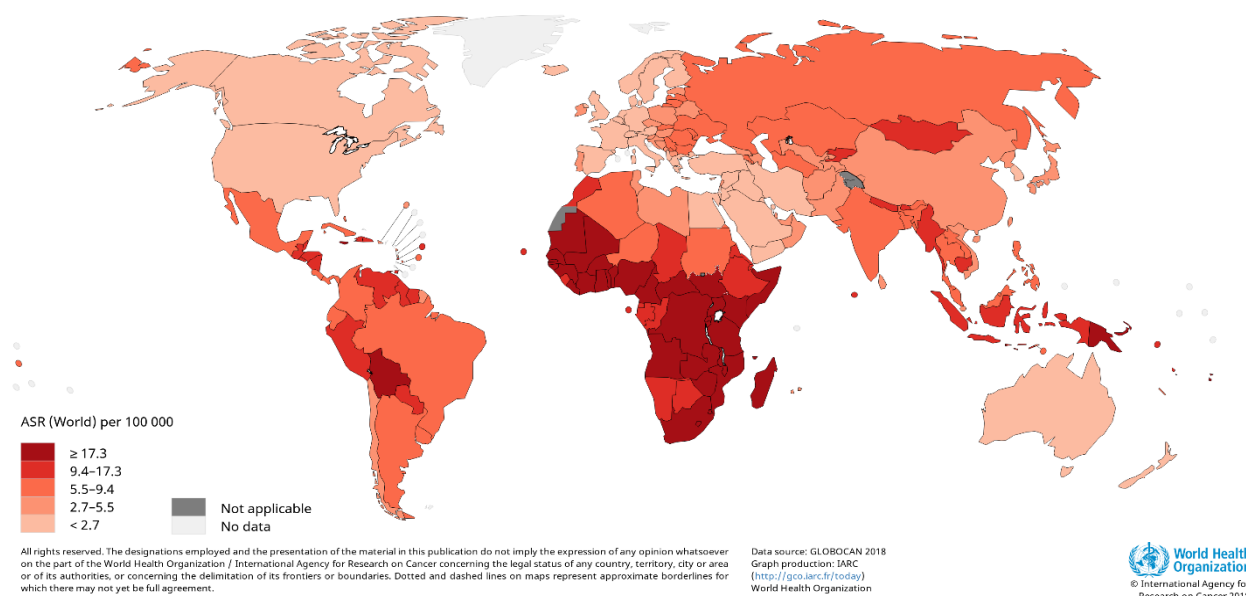 ASR (World) per 100 000
≥ 17.3
9.4–17.3
5.5–9.4
2.7–5.5
< 2.7
Not applicable
No data
All rights reserved. The designations employed and the presentation of the material in this publication do not imply the expression of any opinion whatsoever
on the part of the World Health Organization / International Agency for Research on Cancer concerning the legal status of any country, territory, city or area
or of its authorities, or concerning the delimitation of its frontiers or boundaries. Dotted and dashed lines on maps represent approximate borderlines for
which there may not yet be full agreement.
Data source: GLOBOCAN 2018
Graph production: IARC
(http://gco.iarc.fr/today)
World Health Organization
World Health
Organization
© International Agency for
Research on Cancer